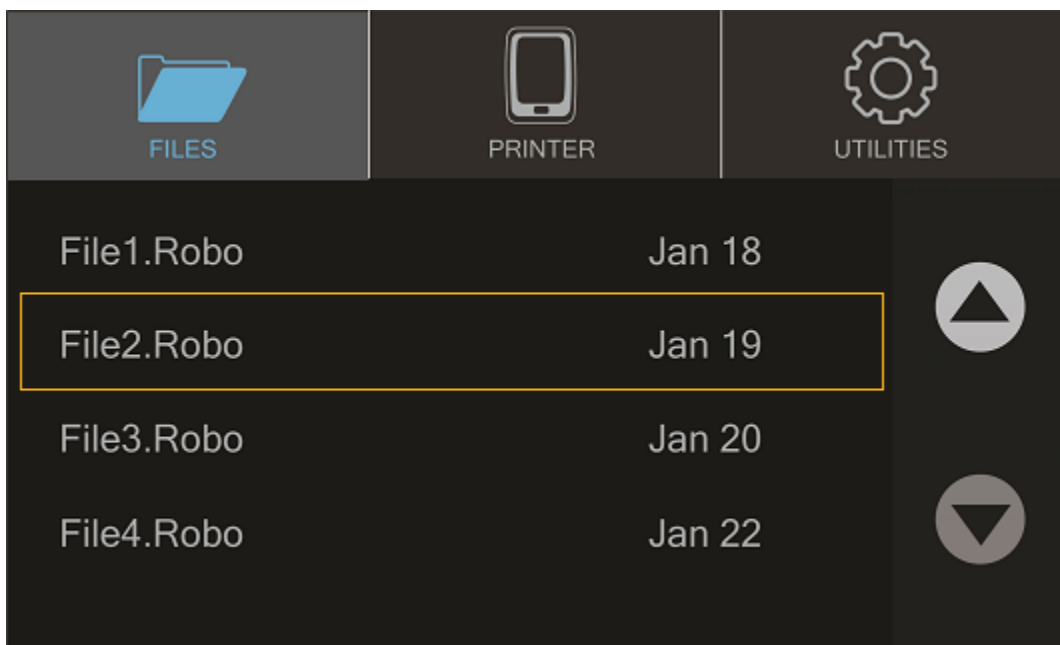 FILES PRINTER UTILITIES
File1.Robo Jan 18
File2.Robo Jan 19
File3.Robo Jan 20
File4.Robo Jan 22